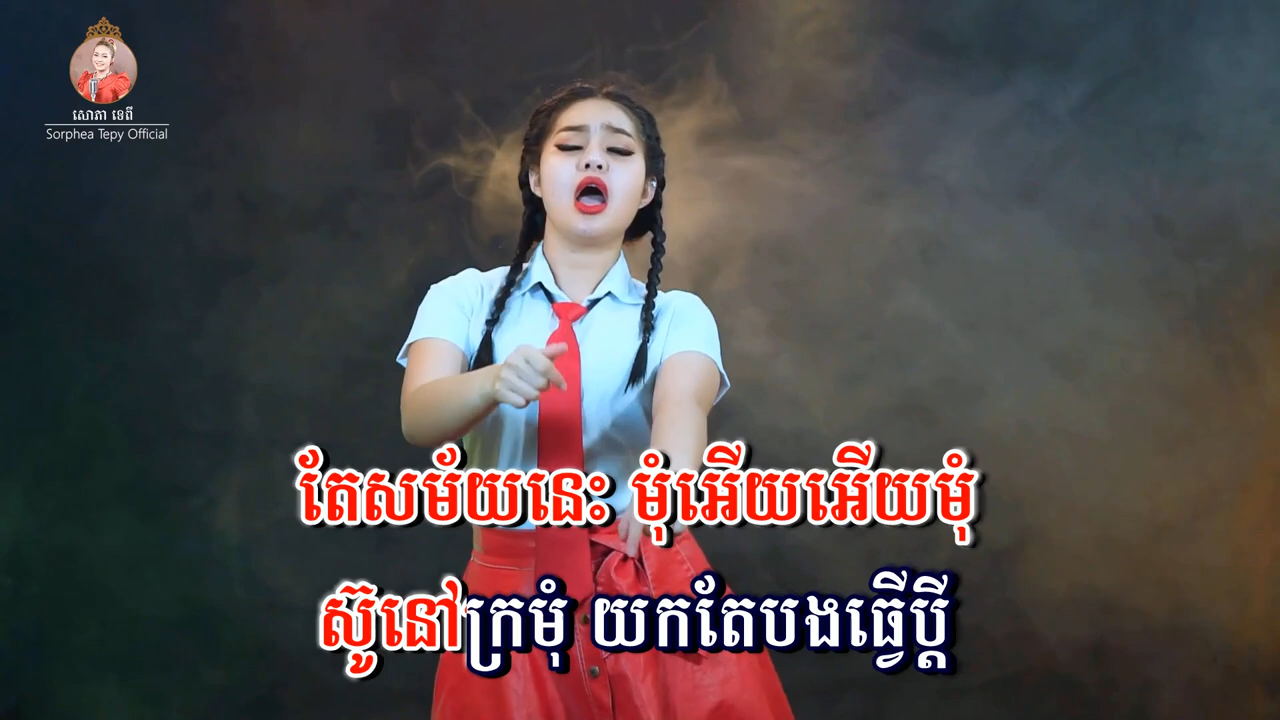 សោភា ទេពី
Sorphea Tepy Official
តែសម័យនេះ មុំអើយអើយមុំ
ស៊ូនៅក្រមុំ យកតែបងធ្វើប្ដី